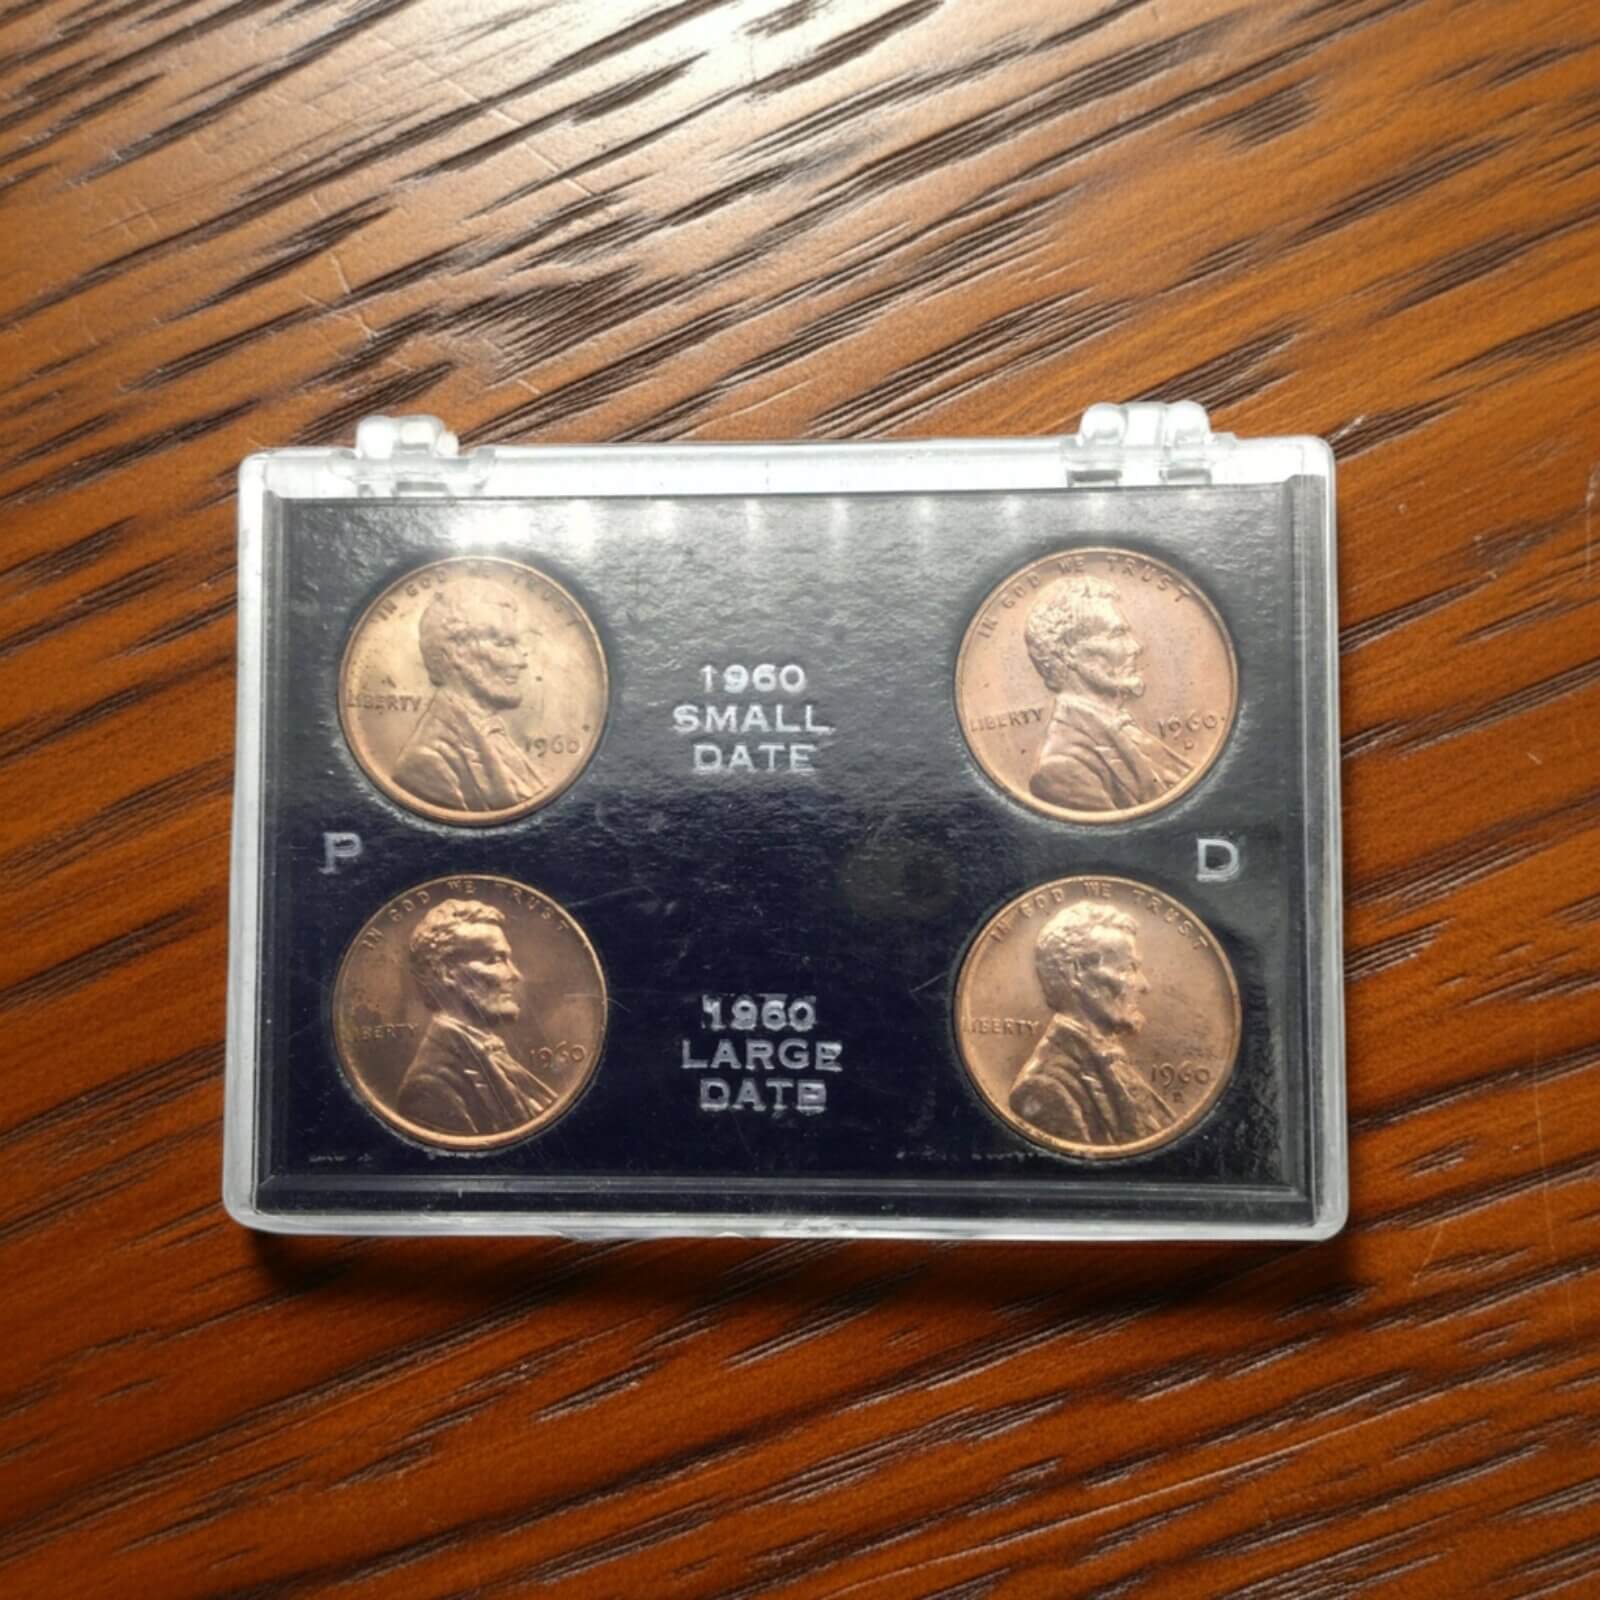 IN GOD WE TRUST
LIBERTY
1960
1960
SMALL
DATE
IN GOD WE TRUST
LIBERTY
1960
D
P
D
IN GOD WE TRUST
LIBERTY
1960
1960
LARGE
DATE
IN GOD WE TRUST
LIBERTY
1960
D